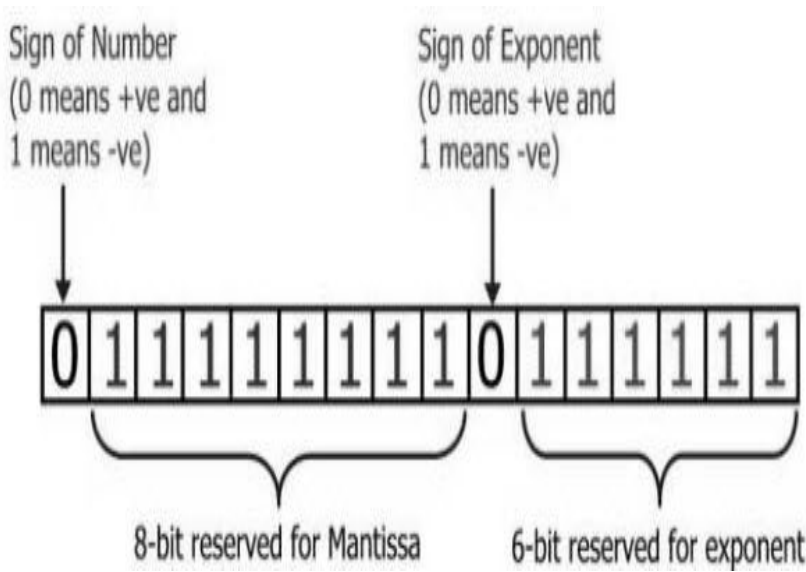 Sign of Number
(0 means +ve and
1 means -ve)
Sign of Exponent
(0 means +ve and
1 means -ve)
0 1 1 1 1 1 1 1 1 0 1 1 1 1 1 1
8-bit reserved for Mantissa
6-bit reserved for exponent